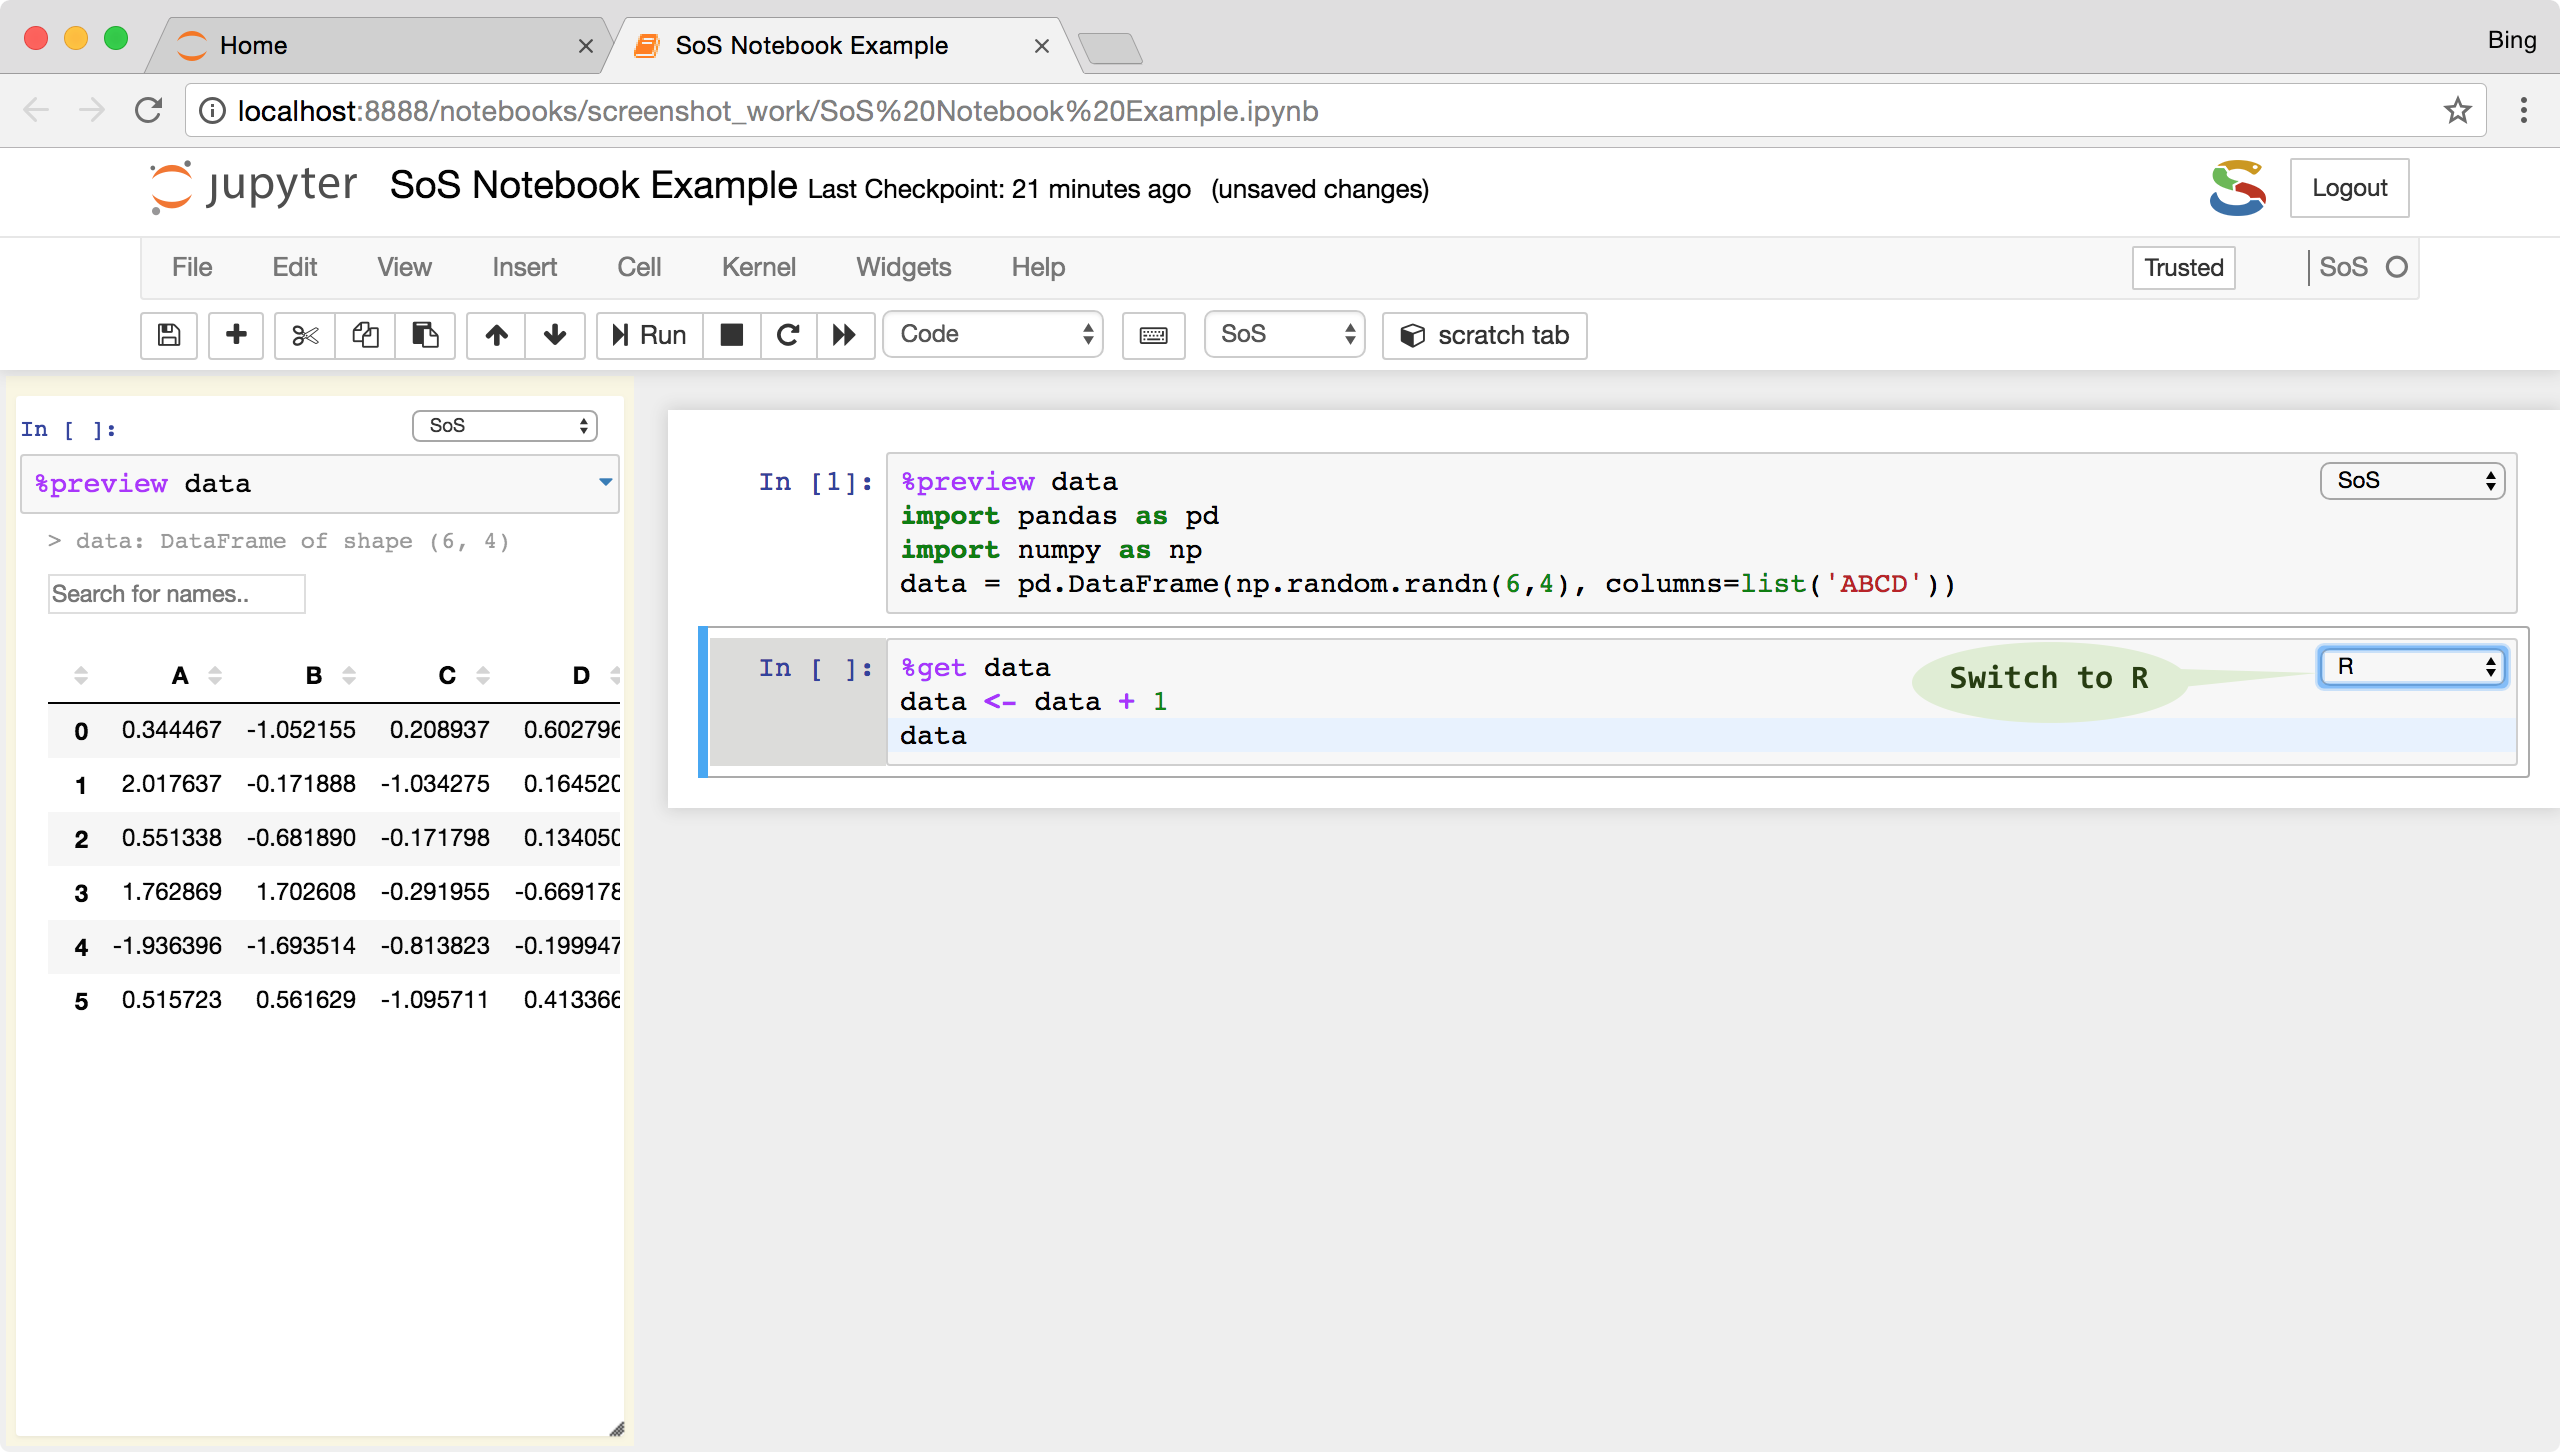 Home
SoS Notebook Example
Bing
localhost:8888/notebooks/screenshot_work/SoS%20Notebook%20Example.ipynb
jupyter SoS Notebook Example Last Checkpoint: 21 minutes ago (unsaved changes)
Logout
File Edit View Insert Cell Kernel Widgets Help Trusted SoS
Run Code SoS scratch tab
In [ ]: SoS
%preview data
> data: DataFrame of shape (6, 4)
Search for names..
A B C D
0 0.344467 -1.052155 0.208937 0.602796
1 2.017637 -0.171888 -1.034275 0.164520
2 0.551338 -0.681890 -0.171798 0.134050
3 1.762869 1.702608 -0.291955 -0.669178
4 -1.936396 -1.693514 -0.813823 -0.199947
5 0.515723 0.561629 -1.095711 0.413366
In [1]: %preview data SoS
import pandas as pd
import numpy as np
data = pd.DataFrame(np.random.randn(6,4), columns=list('ABCD'))
In [ ]: %get data Switch to R R
data <- data + 1
data